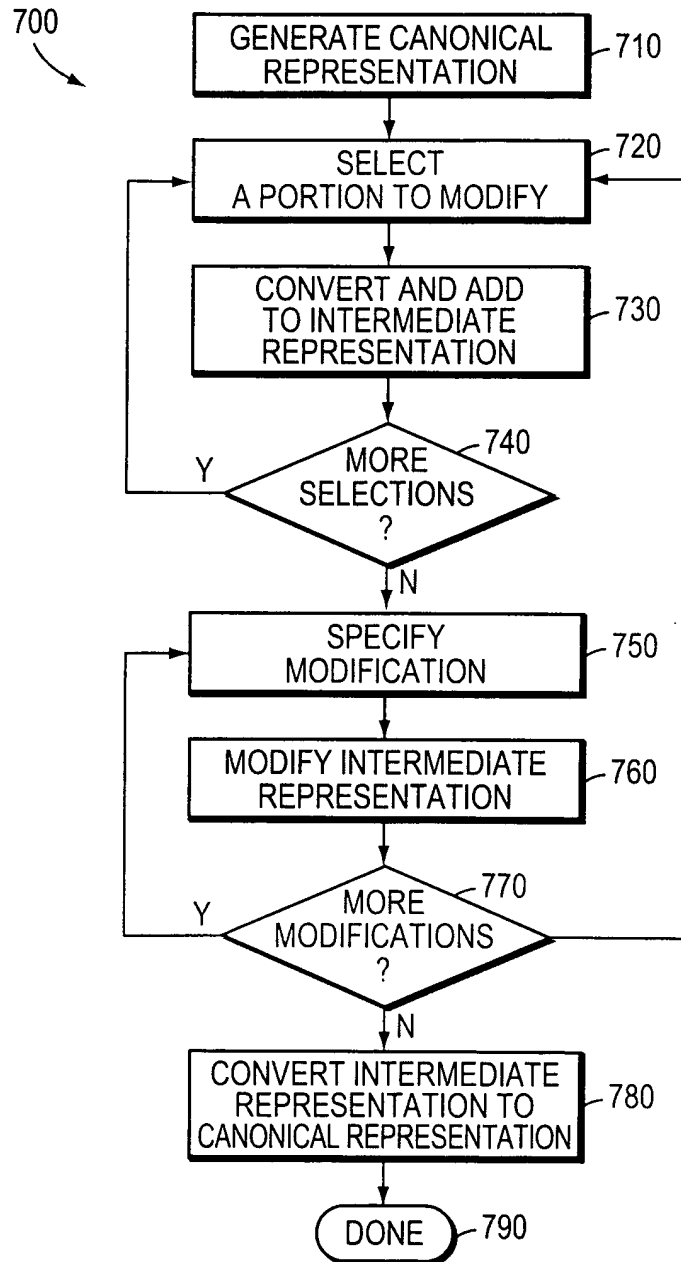 700
GENERATE CANONICAL
REPRESENTATION
710
SELECT
A PORTION TO MODIFY
720
CONVERT AND ADD
TO INTERMEDIATE
REPRESENTATION
730
MORE
SELECTIONS
?
740
Y
N
SPECIFY
MODIFICATION
750
MODIFY INTERMEDIATE
REPRESENTATION
760
MORE
MODIFICATIONS
?
770
Y
N
CONVERT INTERMEDIATE
REPRESENTATION TO
CANONICAL REPRESENTATION
780
DONE
790